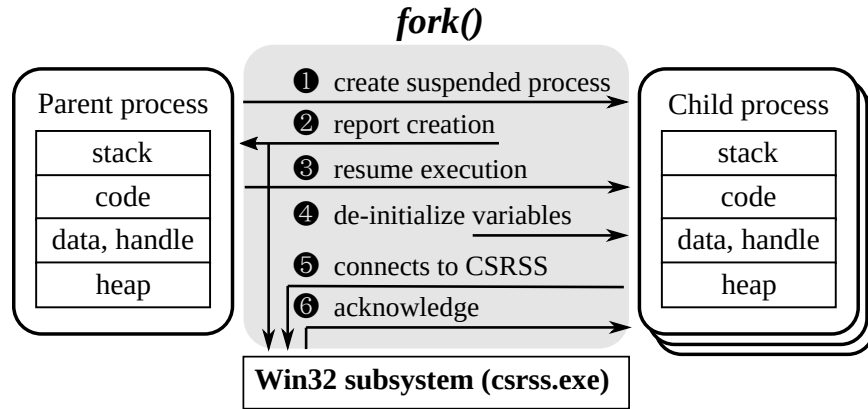 fork()
Parent process
stack
code
data, handle
heap
❶ create suspended process
❷ report creation
❸ resume execution
❹ de-initialize variables
❺ connects to CSRSS
❻ acknowledge
Child process
stack
code
data, handle
heap
Win32 subsystem (csrss.exe)